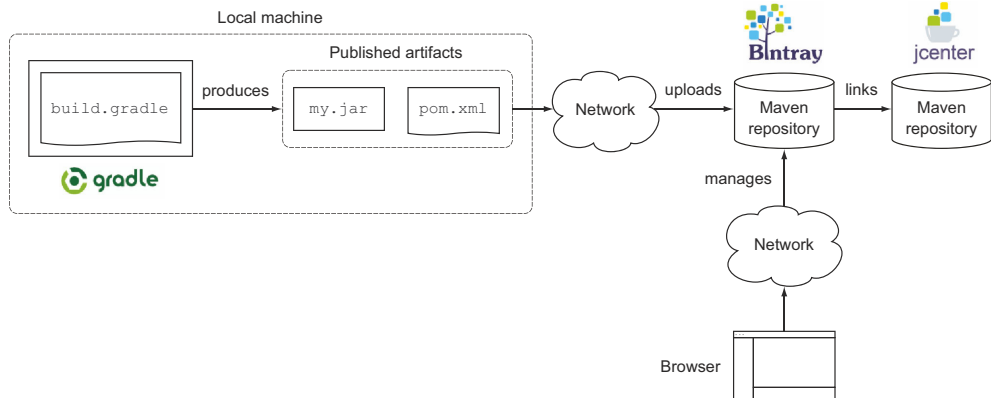 Local machine
Published artifacts
build.gradle
produces
my.jar
pom.xml
gradle
Network
uploads
Bintray
Maven
repository
links
jcenter
Maven
repository
manages
Network
Browser